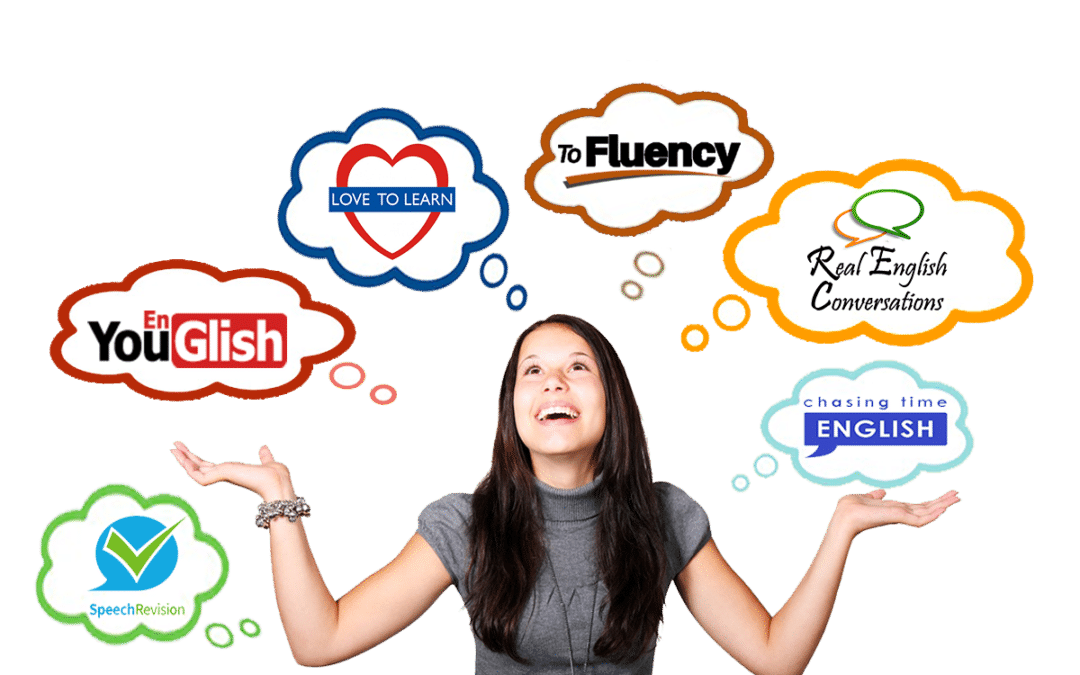 To Fluency
LOVE TO LEARN
Real English
Conversations
En
YouGlish
chasing time
ENGLISH
SpeechRevision